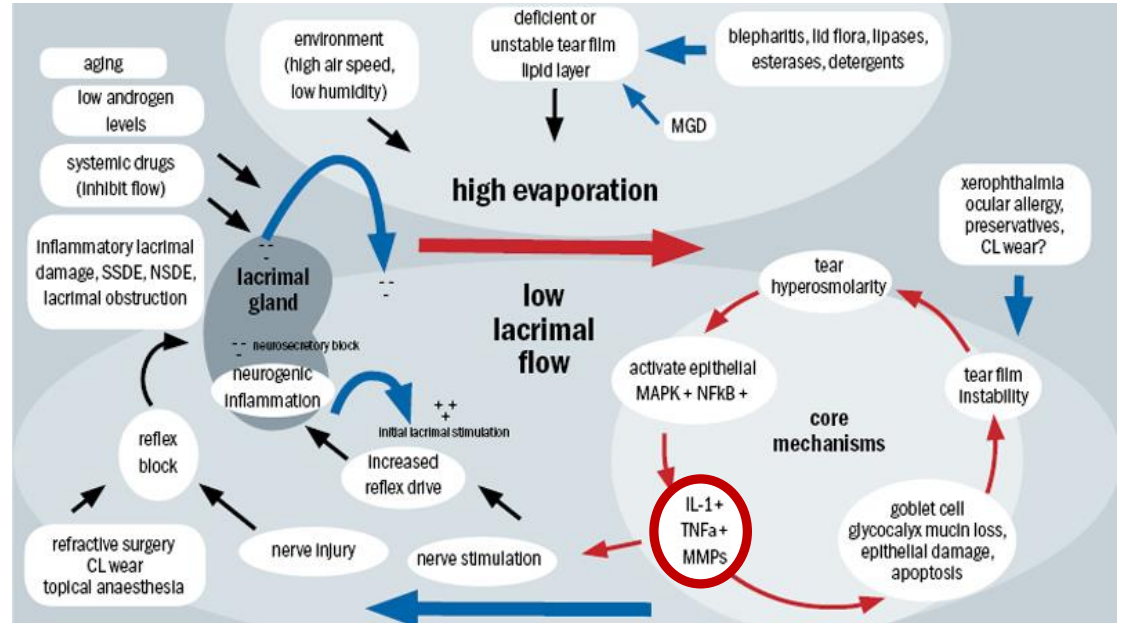 aging
low androgen
levels
systemic drugs
(inhibit flow)
inflammatory lacrimal
damage, SSDE, NSDE,
lacrimal obstruction
environment
(high air speed,
low humidity)
deficient or
unstable tear film
lipid layer
blepharitis, lid flora, lipases,
esterases, detergents
MGD
high evaporation
xerophthalmia
ocular allergy,
preservatives,
CL wear?
-- 
-
lacrimal
gland
--
-
low
lacrimal
flow
-- neurosecretory block
-
neurogenic
inflammation
++
+
initial lacrimal stimulation
reflex
block
increased
reflex drive
refractive surgery
CL wear
topical anaesthesia
nerve injury
nerve stimulation
tear
hyperosmolarity
activate epithelial
MAPK + NFkB +
core
mechanisms
tear film
instability
IL-1+
TNFa+
MMPs
goblet cell
glycocalyx mucin loss,
epithelial damage,
apoptosis